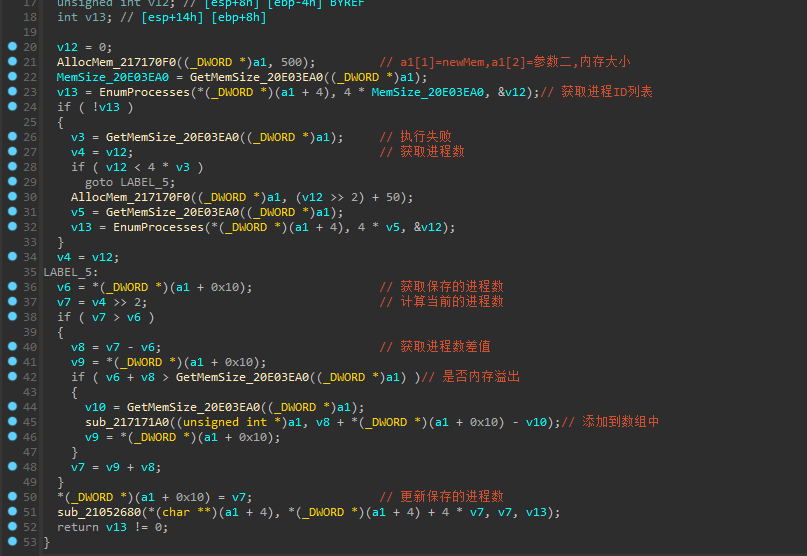 17 unsigned int v12; // [esp+8h] [ebp-4h] BYREF
18 int v13; // [esp+14h] [ebp+8h]
19
20 v12 = 0;
21 AllocMem_217170F0((_DWORD *)a1, 500); // a1[1]=newMem,a1[2]=参数二,内存大小
22 MemSize_20E03EA0 = GetMemSize_20E03EA0((_DWORD *)a1);
23 v13 = EnumProcesses(*(_DWORD *)(a1 + 4), 4 * MemSize_20E03EA0, &v12);// 获取进程ID列表
24 if ( !v13 )
25 {
26 v3 = GetMemSize_20E03EA0((_DWORD *)a1); // 执行失败
27 v4 = v12; // 获取进程数
28 if ( v12 < 4 * v3 )
29 goto LABEL_5;
30 AllocMem_217170F0((_DWORD *)a1, (v12 >> 2) + 50);
31 v5 = GetMemSize_20E03EA0((_DWORD *)a1);
32 v13 = EnumProcesses(*(_DWORD *)(a1 + 4), 4 * v5, &v12);
33 }
34 v4 = v12;
35 LABEL_5:
36 v6 = *(_DWORD *)(a1 + 0x10); // 获取保存的进程数
37 v7 = v4 >> 2; // 计算当前的进程数
38 if ( v7 > v6 )
39 {
40 v8 = v7 - v6; // 获取进程数差值
41 v9 = *(_DWORD *)(a1 + 0x10);
42 if ( v6 + v8 > GetMemSize_20E03EA0((_DWORD *)a1) )// 是否内存溢出
43 {
44 v10 = GetMemSize_20E03EA0((_DWORD *)a1);
45 sub_217171A0((unsigned int *)a1, v8 + *(_DWORD *)(a1 + 0x10) - v10);// 添加到数组中
46 v9 = *(_DWORD *)(a1 + 0x10);
47 }
48 v7 = v9 + v8;
49 }
50 *(_DWORD *)(a1 + 0x10) = v7; // 更新保存的进程数
51 sub_21052680(*(char **)(a1 + 4), *(_DWORD *)(a1 + 4) + 4 * v7, v7, v13);
52 return v13 != 0;
53 }